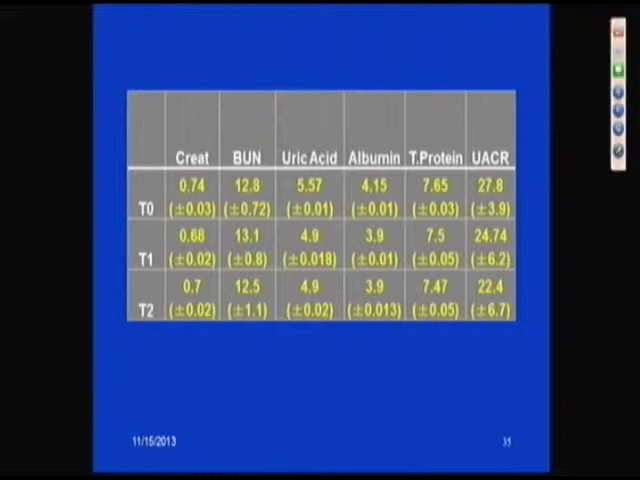 Creat BUN Uric Acid Albumin T.Protein UACR
0.74 12.8 5.57 4.15 7.65 27.8
T0 (±0.03) (±0.72) (±0.01) (±0.01) (±0.03) (±3.9)
0.68 13.1 4.9 3.9 7.5 24.74
T1 (±0.02) (±0.8) (±0.018) (±0.01) (±0.05) (±6.2)
0.7 12.5 4.9 3.9 7.47 22.4
T2 (±0.02) (±1.1) (±0.02) (±0.013) (±0.05) (±6.7)
11/15/2013